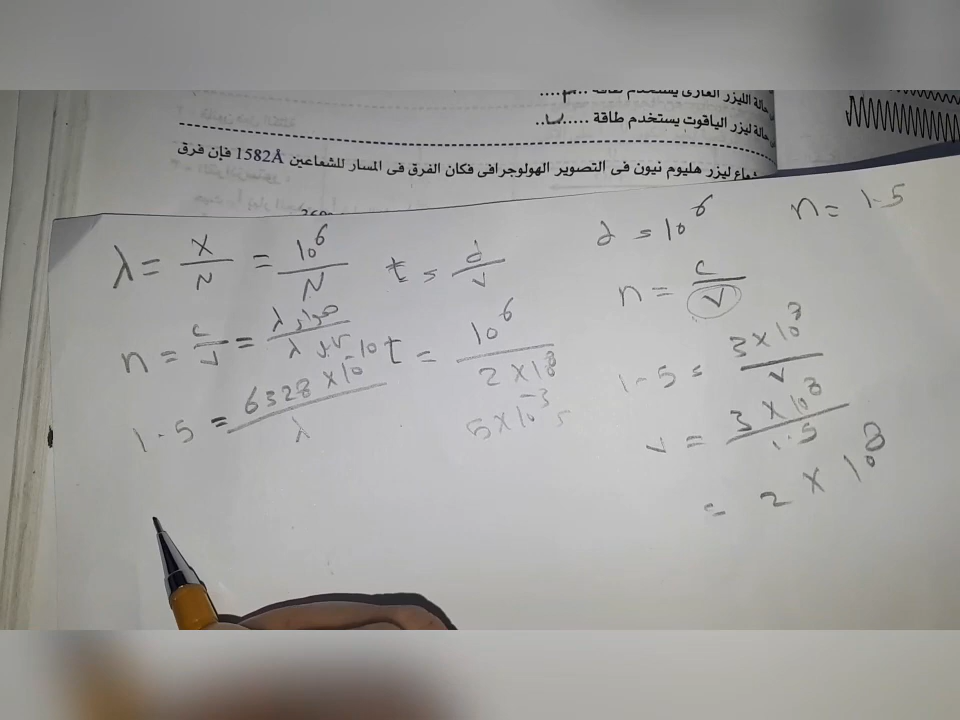 حالة الليزر الغازى يستخدم طاقة .....
حالة ليزر الياقوت يستخدم طاقة ........
شعاع ليزر هليوم نيون فى التصوير الهولوجرافى فكان الفرق فى المسار للشعاعين 1582Å فإن فرق
λ = X/N = 10^6/N
t = d/v
d = 10^6
n = 1.5
n = c/v = λ هواء/λ
n = c/v
t = 10^6/2×10^8
1.5 = 3×10^8/v
1.5 = 6328×10^-10/λ
5×10^-3 s
v = 3×10^8/1.5
= 2×10^8